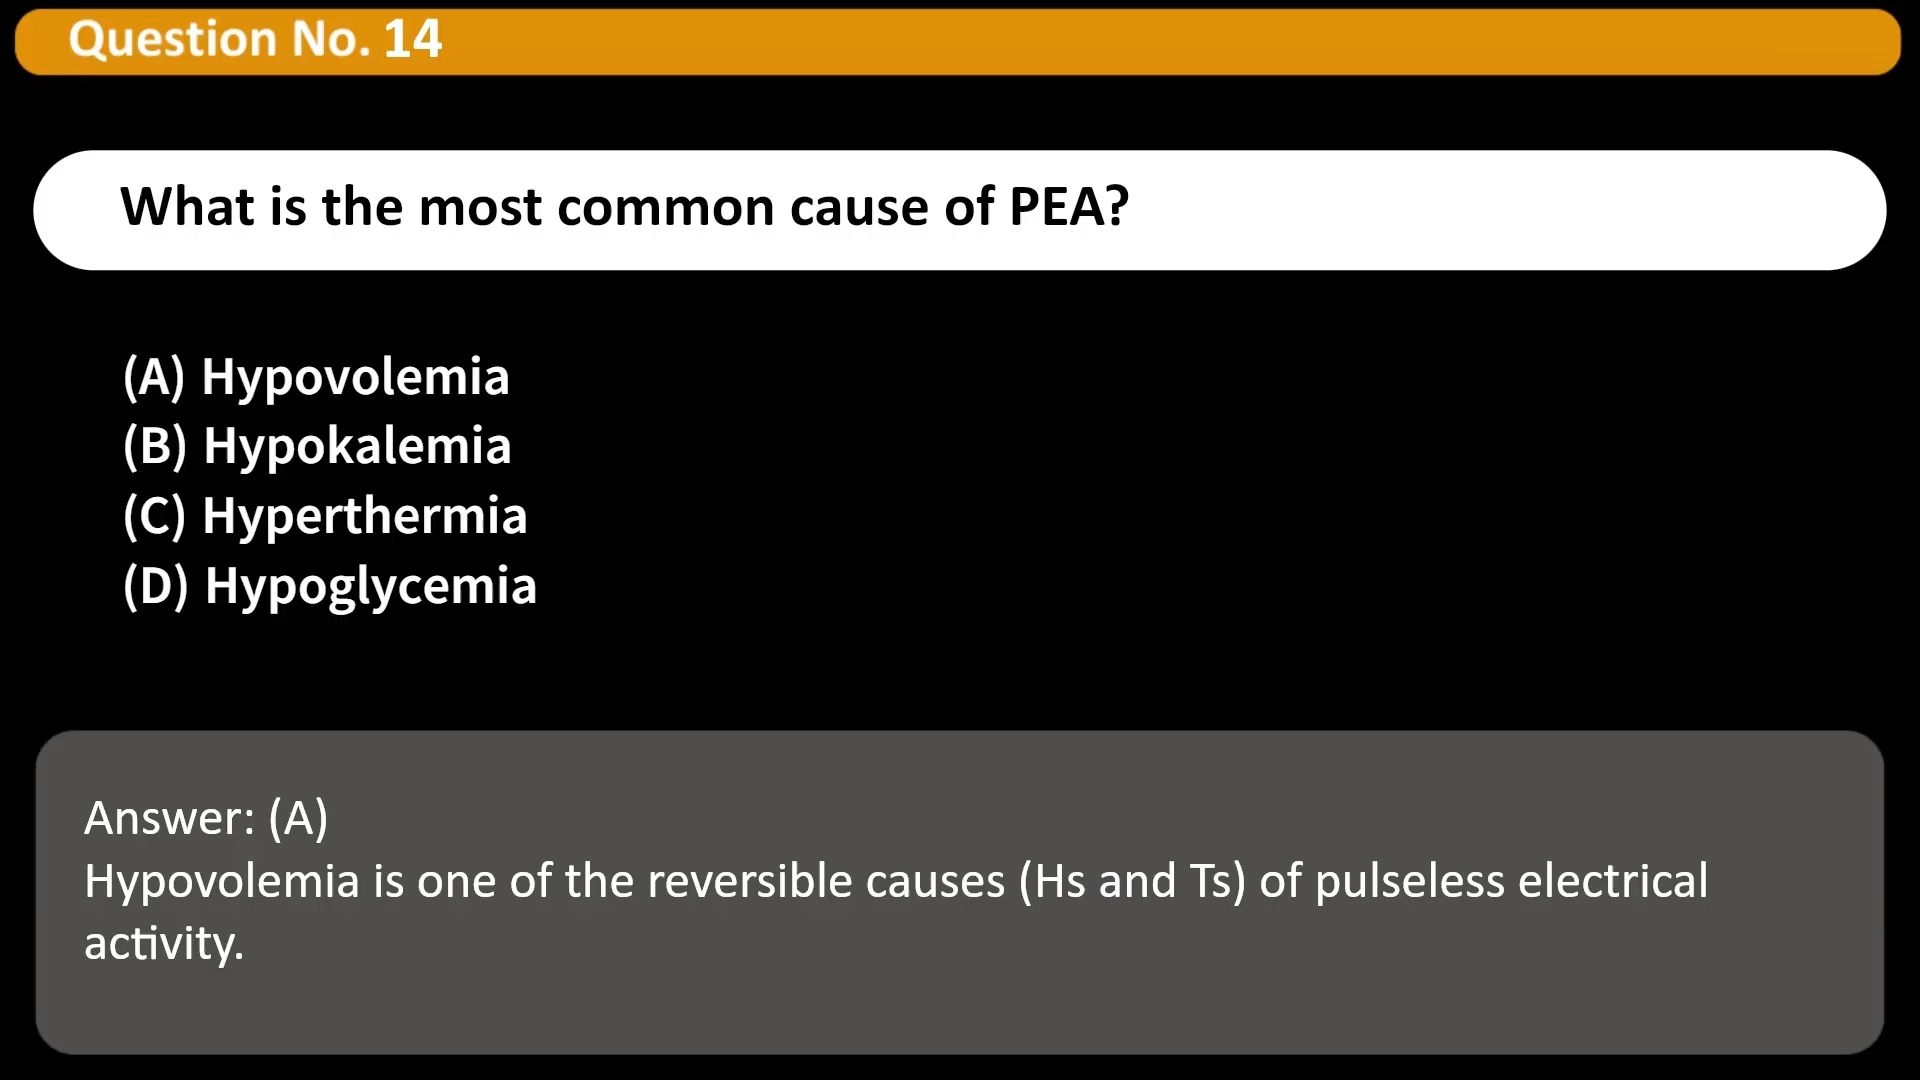 Question No. 14
What is the most common cause of PEA?
(A) Hypovolemia
(B) Hypokalemia
(C) Hyperthermia
(D) Hypoglycemia
Answer: (A)
Hypovolemia is one of the reversible causes (Hs and Ts) of pulseless electrical
activity.